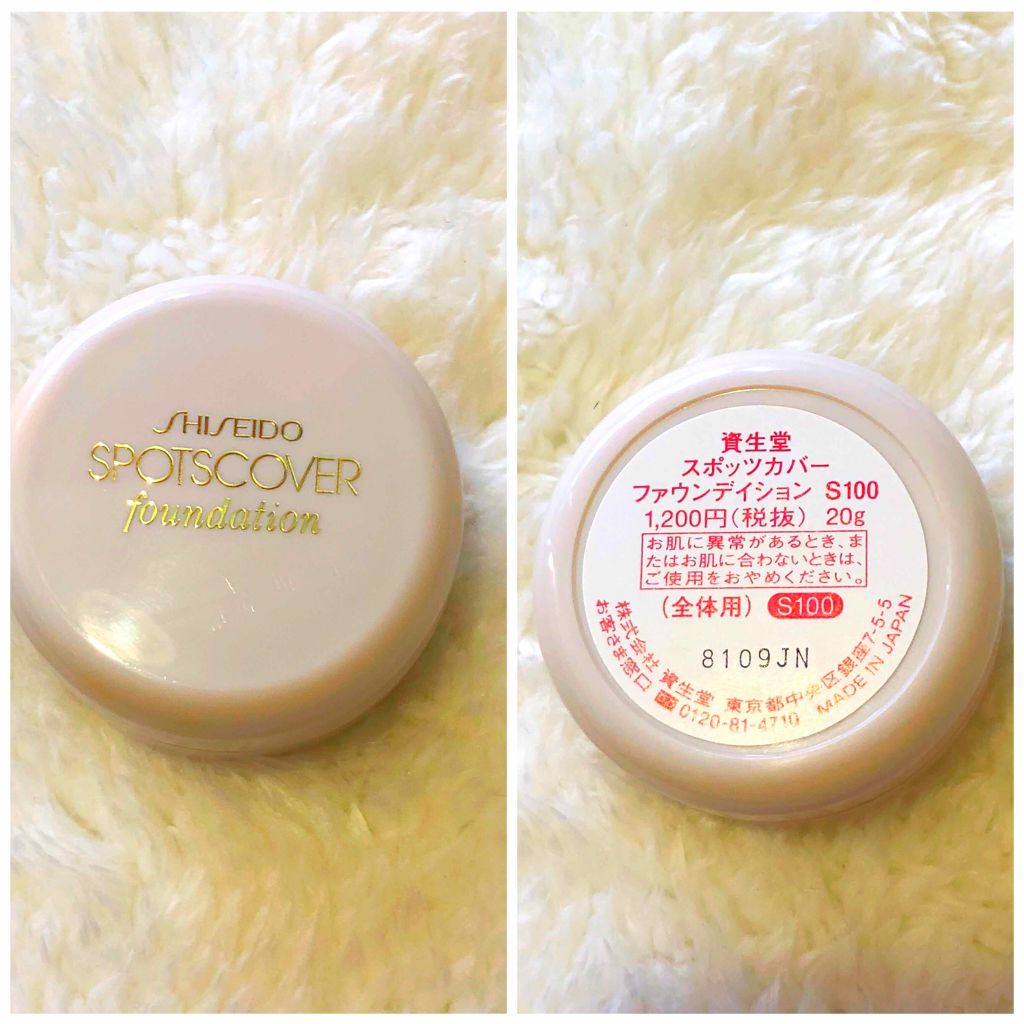 SHISEIDO
SPOTSCOVER
foundation
資生堂
スポッツカバー
ファウンデイション S100
1,200円(税抜) 20g
お肌に異常があるとき、ま
たはお肌に合わないときは、
ご使用をおやめください。
(全体用) S100
8109JN
株式会社 資生堂 東京都中央区銀座7-5-5
お客さま窓口 0120-81-4710 MADE IN JAPAN